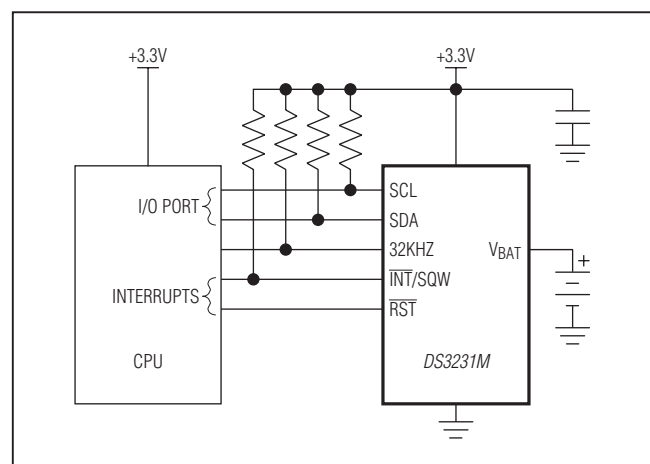 +3.3V
+3.3V
I/O PORT
SCL
SDA
32KHZ
VBAT
+
INTERRUPTS
INT/SQW
RST
CPU
DS3231M